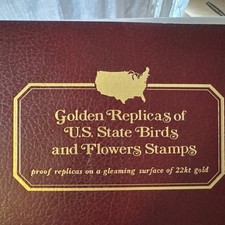 Golden Replicas of
U.S. State Birds
and Flowers Stamps
proof replicas on a gleaming surface of 22kt gold